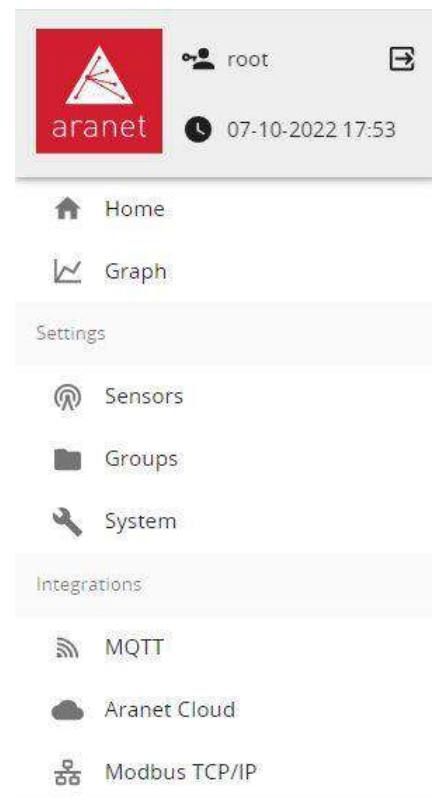 aranet
root
07-10-2022 17:53
Home
Graph
Settings
Sensors
Groups
System
Integrations
MQTT
Aranet Cloud
Modbus TCP/IP